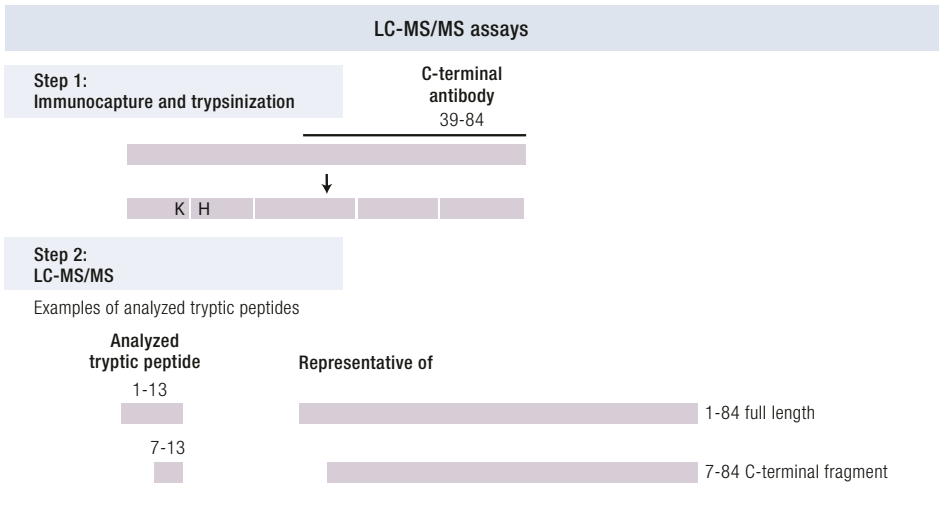 LC-MS/MS assays
Step 1:
Immunocapture and trypsinization
C-terminal
antibody
39-84
K H
Step 2:
LC-MS/MS
Examples of analyzed tryptic peptides
Analyzed
tryptic peptide
Representative of
1-13
1-84 full length
7-13
7-84 C-terminal fragment